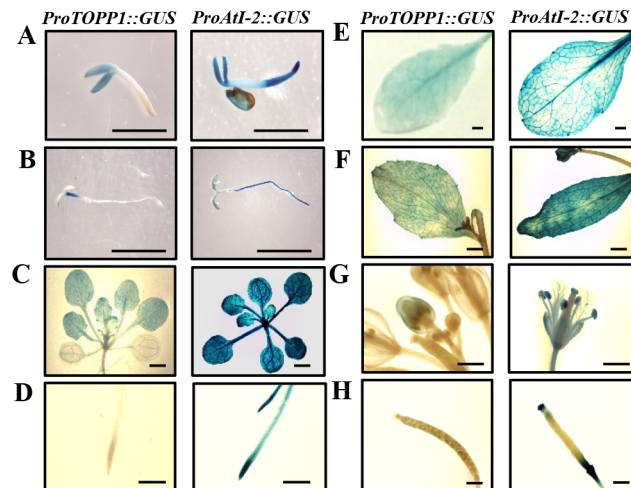 ProTOPP1::GUS ProAtI-2::GUS ProTOPP1::GUS ProAtI-2::GUS
A E
B F
C G
D H